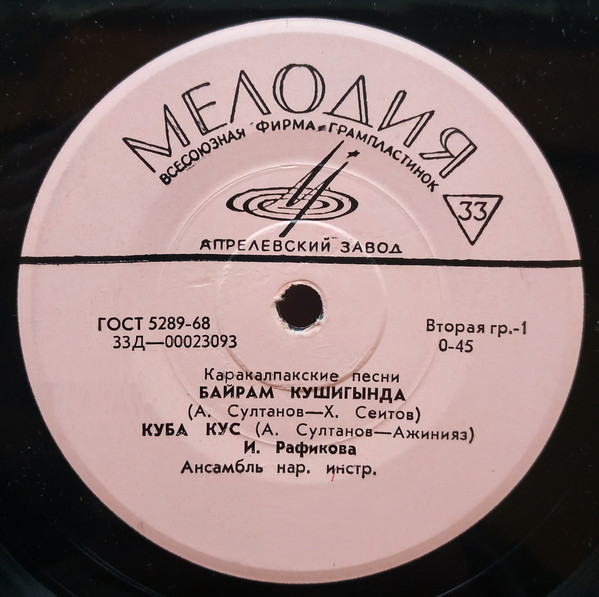 МЕЛОДИЯ
ВСЕСОЮЗНАЯ ФИРМА ГРАМПЛАСТИНОК
33
АПРЕЛЕВСКИЙ ЗАВОД
ГОСТ 5289-68
Вторая гр.-1
33Д—00023093
0-45
Каракалпакские песни
БАЙРАМ КУШИГЫНДА
(А. Султанов—Х. Сеитов)
КУБА КУС (А. Султанов—Ажинияз)
И. Рафикова
Ансамбль нар. инстр.